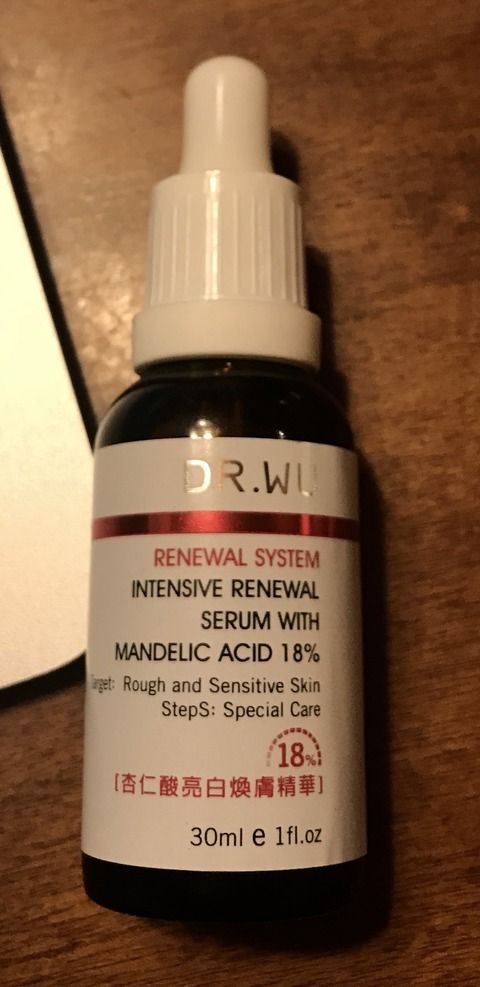 DR.WU
RENEWAL SYSTEM
INTENSIVE RENEWAL
SERUM WITH
MANDELIC ACID 18%
Target: Rough and Sensitive Skin
StepS: Special Care
18%
[杏仁酸亮白煥膚精華]
30ml e 1fl.oz